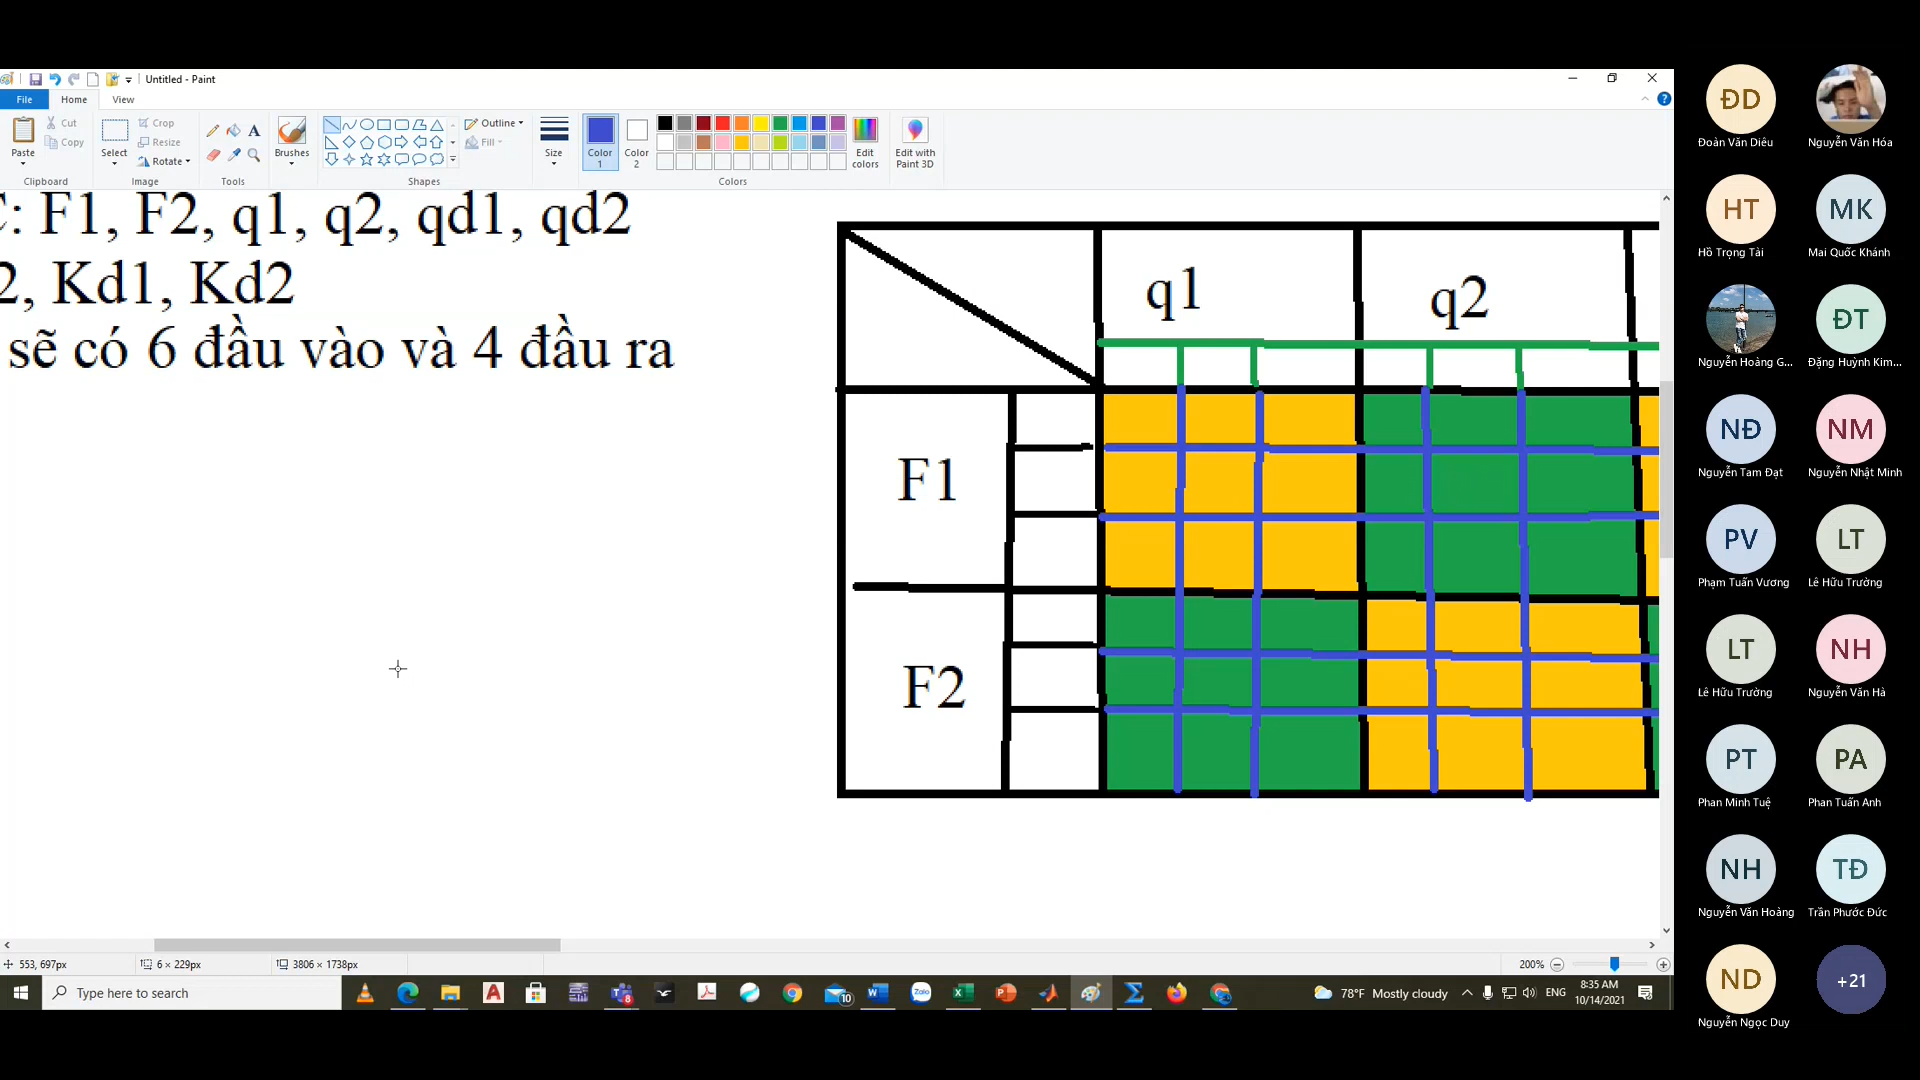 Untitled - Paint
File
Home
View
Cut
Copy
Paste
Clipboard
Crop
Resize
Rotate
Select
Image
A
Tools
Brushes
Outline
Fill
Shapes
Size
Color
1
Color
2
Colors
Edit
colors
Edit with
Paint 3D
C: F1, F2, q1, q2, qd1, qd2
2, Kd1, Kd2
sẽ có 6 đầu vào và 4 đầu ra
q1
q2
F1
F2
553, 697px
6 × 229px
3806 × 1738px
200%
Type here to search
8
10
Zalo
78°F Mostly cloudy
ENG
8:35 AM
10/14/2021
ĐD
Đoàn Văn Diêu
Nguyễn Văn Hóa
HT
Hồ Trọng Tài
MK
Mai Quốc Khánh
Nguyễn Hoàng G...
ĐT
Đặng Huỳnh Kim...
NĐ
Nguyễn Tam Đạt
NM
Nguyễn Nhật Minh
PV
Phạm Tuấn Vương
LT
Lê Hữu Trường
LT
Lê Hữu Trường
NH
Nguyễn Văn Hà
PT
Phan Minh Tuệ
PA
Phan Tuấn Anh
NH
Nguyễn Văn Hoàng
TĐ
Trần Phước Đức
ND
Nguyễn Ngọc Duy
+21